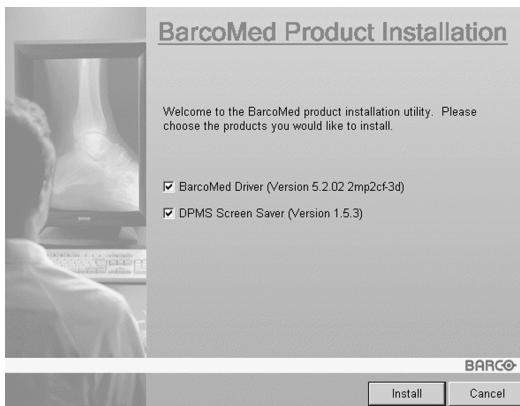 BarcoMed Product Installation
Welcome to the BarcoMed product installation utility. Please
choose the products you would like to install.
BarcoMed Driver (Version 5.2.02 2mp2cf-3d)
DPMS Screen Saver (Version 1.5.3)
BARCO
Install
Cancel